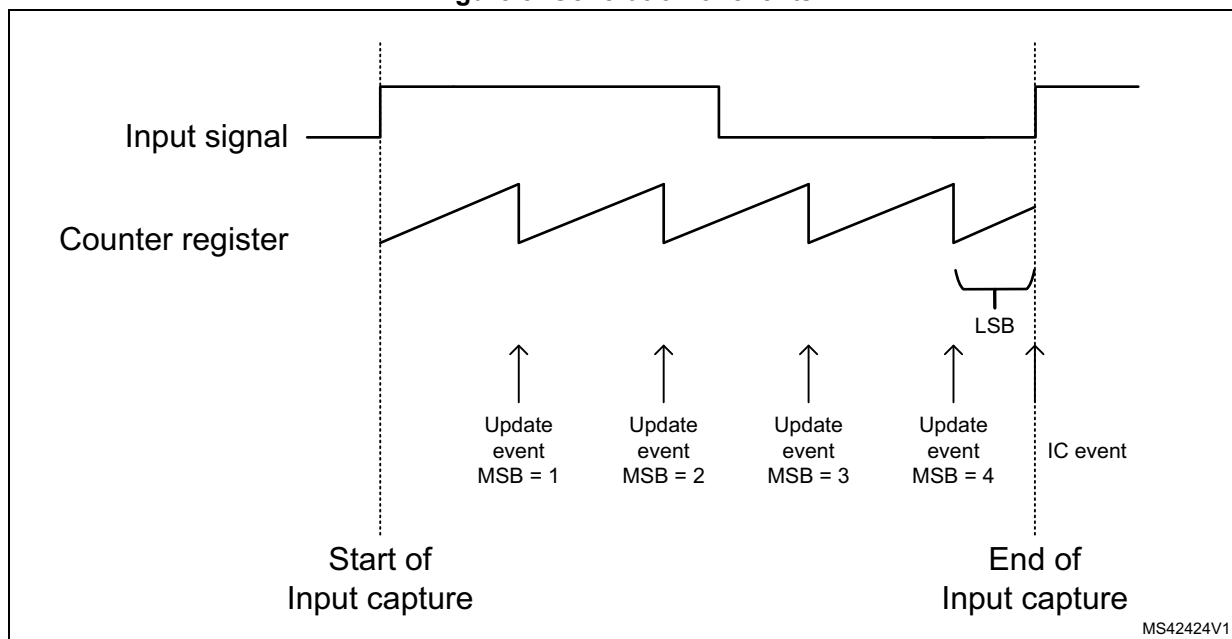 Input signal
Counter register
LSB
Update
event
MSB = 1
Update
event
MSB = 2
Update
event
MSB = 3
Update
event
MSB = 4
IC event
Start of
Input capture
End of
Input capture
MS42424V1